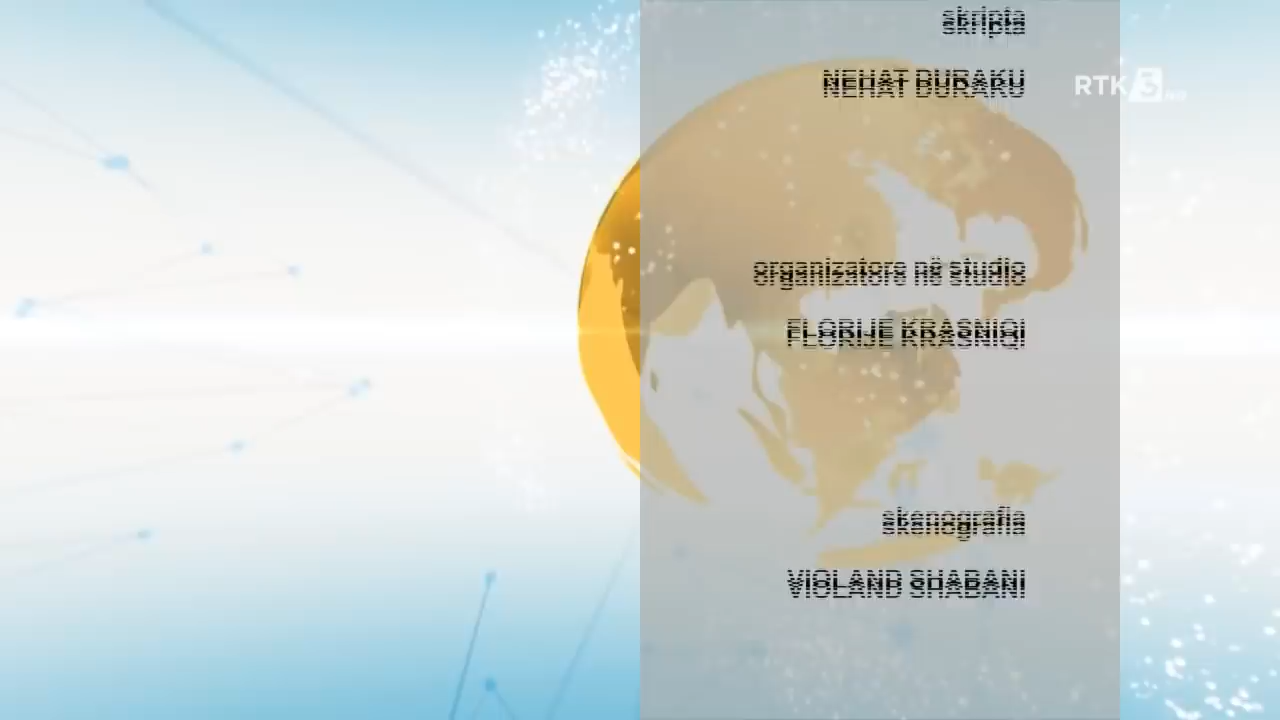 skripta
NEHAT DURAKU
RTK 3
organizatore në studio
FLORIJE KRASNIQI
skenografia
VIOLAND SHABANI